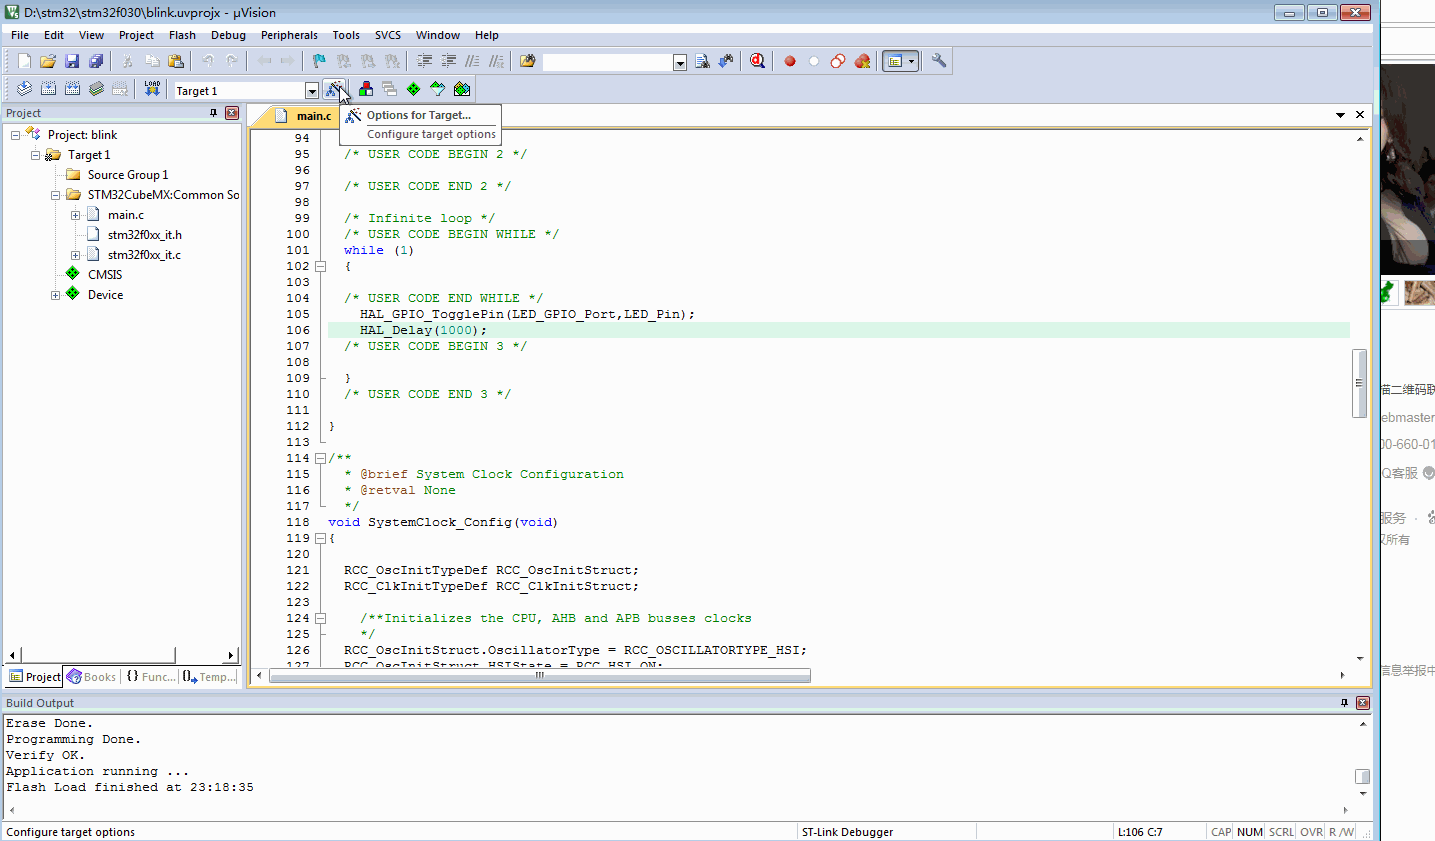 D:\stm32\stm32f030\blink.uvprojx - µVision
File Edit View Project Flash Debug Peripherals Tools SVCS Window Help
LOAD
Target 1
Project
main.c
Options for Target...
Configure target options
Project: blink
Target 1
Source Group 1
STM32CubeMX:Common So
main.c
stm32f0xx_it.h
stm32f0xx_it.c
CMSIS
Device
94
95 /* USER CODE BEGIN 2 */
96
97 /* USER CODE END 2 */
98
99 /* Infinite loop */
100 /* USER CODE BEGIN WHILE */
101 while (1)
102 {
103
104 /* USER CODE END WHILE */
105 HAL_GPIO_TogglePin(LED_GPIO_Port,LED_Pin);
106 HAL_Delay(1000);
107 /* USER CODE BEGIN 3 */
108
109 }
110 /* USER CODE END 3 */
111
112 }
113
114 /**
115 * @brief System Clock Configuration
116 * @retval None
117 */
118 void SystemClock_Config(void)
119 {
120
121 RCC_OscInitTypeDef RCC_OscInitStruct;
122 RCC_ClkInitTypeDef RCC_ClkInitStruct;
123
124 /**Initializes the CPU, AHB and APB busses clocks
125 */
126 RCC_OscInitStruct.OscillatorType = RCC_OSCILLATORTYPE_HSI;
127 RCC_OscInitStruct.HSIState = RCC_HSI_ON;
Project Books {} Func... {}, Temp...
Build Output
Erase Done.
Programming Done.
Verify OK.
Application running ...
Flash Load finished at 23:18:35
Configure target options ST-Link Debugger L:106 C:7 CAP NUM SCRL OVR R /W
描二维码联
ebmaster
00-660-01
Q客服
服务 ·
又所有
信息举报中